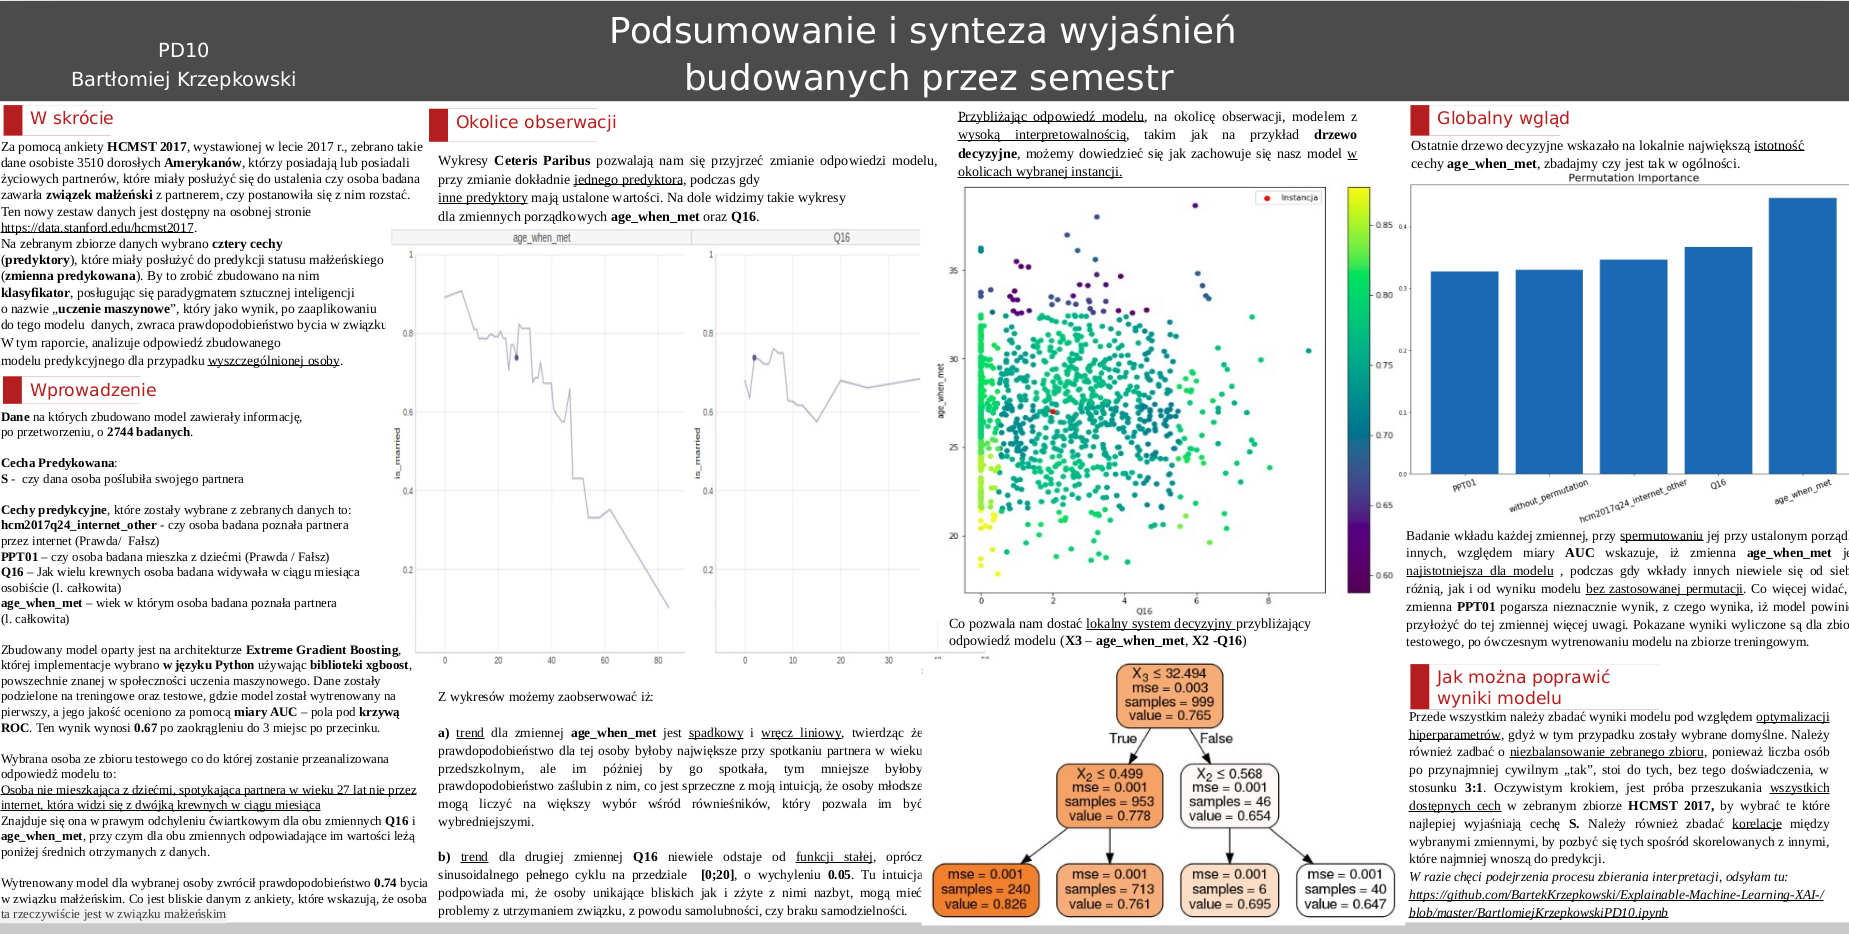 PD10
Bartłomiej Krzepkowski
Podsumowanie i synteza wyjaśnień
budowanych przez semestr
W skrócie
Za pomocą ankiety HCMST 2017, wystawionej w lecie 2017 r., zebrano takie
dane osobiste 3510 dorosłych Amerykanów, którzy posiadają lub posiadali
życiowych partnerów, które miały posłużyć się do ustalenia czy osoba badana
zawarła związek małżeński z partnerem, czy postanowiła się z nim rozstać.
Ten nowy zestaw danych jest dostępny na osobnej stronie
https://data.stanford.edu/hcmst2017.
Na zebranym zbiorze danych wybrano cztery cechy
(predyktory), które miały posłużyć do predykcji statusu małżeńskiego
(zmienna predykowana). By to zrobić zbudowano na nim
klasyfikator, posługując się paradygmatem sztucznej inteligencji
o nazwie „uczenie maszynowe”, który jako wynik, po zaaplikowaniu
do tego modelu danych, zwraca prawdopodobieństwo bycia w związku
W tym raporcie, analizuje odpowiedź zbudowanego
modelu predykcyjnego dla przypadku wyszczególnionej osoby.
Wprowadzenie
Dane na których zbudowano model zawierały informację,
po przetworzeniu, o 2744 badanych.
Cecha Predykowana:
S - czy dana osoba poślubiła swojego partnera
Cechy predykcyjne, które zostały wybrane z zebranych danych to:
hcm2017q24_internet_other - czy osoba badana poznała partnera
przez internet (Prawda/ Fałsz)
PPT01 – czy osoba badana mieszka z dziećmi (Prawda / Fałsz)
Q16 – Jak wielu krewnych osoba badana widywała w ciągu miesiąca
osobiście (l. całkowita)
age_when_met – wiek w którym osoba badana poznała partnera
(l. całkowita)
Zbudowany model oparty jest na architekturze Extreme Gradient Boosting,
której implementacje wybrano w języku Python używając biblioteki xgboost,
powszechnie znanej w społeczności uczenia maszynowego. Dane zostały
podzielone na treningowe oraz testowe, gdzie model został wytrenowany na
pierwszy, a jego jakość oceniono za pomocą miary AUC – pola pod krzywą
ROC. Ten wynik wynosi 0.67 po zaokrągleniu do 3 miejsc po przecinku.
Wybrana osoba ze zbioru testowego co do której zostanie przeanalizowana
odpowiedź modelu to:
Osoba nie mieszkająca z dziećmi, spotykająca partnera w wieku 27 lat nie przez
internet, która widzi się z dwójką krewnych w ciągu miesiąca
Znajduje się ona w prawym odchyleniu ćwiartkowym dla obu zmiennych Q16 i
age_when_met, przy czym dla obu zmiennych odpowiadające im wartości leżą
poniżej średnich otrzymanych z danych.
Wytrenowany model dla wybranej osoby zwrócił prawdopodobieństwo 0.74 bycia
w związku małżeńskim. Co jest bliskie danym z ankiety, które wskazują, że osoba
ta rzeczywiście jest w związku małżeńskim
Okolice obserwacji
Wykresy Ceteris Paribus pozwalają nam się przyjrzeć zmianie odpowiedzi modelu,
przy zmianie dokładnie jednego predyktora, podczas gdy
inne predyktory mają ustalone wartości. Na dole widzimy takie wykresy
dla zmiennych porządkowych age_when_met oraz Q16.
age_when_met
Q16
1
0.8
0.6
0.4
0.2
is_married
0 20 40 60 80
1
0.8
0.6
0.4
0.2
is_married
0 10 20 30
Z wykresów możemy zaobserwować iż:
a) trend dla zmiennej age_when_met jest spadkowy i wręcz liniowy, twierdząc że
prawdopodobieństwo dla tej osoby byłoby największe przy spotkaniu partnera w wieku
przedszkolnym, ale im później by go spotkała, tym mniejsze byłoby
prawdopodobieństwo zaślubin z nim, co jest sprzeczne z moją intuicją, że osoby młodsze
mogą liczyć na większy wybór wśród rówieśników, który pozwala im być
wybredniejszymi.
b) trend dla drugiej zmiennej Q16 niewiele odstaje od funkcji stałej, oprócz
sinusoidalnego pełnego cyklu na przedziale [0;20], o wychyleniu 0.05. Tu intuicja
podpowiada mi, że osoby unikające bliskich jak i zżyte z nimi nazbyt, mogą mieć
problemy z utrzymaniem związku, z powodu samolubności, czy braku samodzielności.
Przybliżając odpowiedź modelu, na okolicę obserwacji, modelem z
wysoką interpretowalnością, takim jak na przykład drzewo
decyzyjne, możemy dowiedzieć się jak zachowuje się nasz model w
okolicach wybranej instancji.
Instancja
35
30
25
20
age_when_met
0 2 4 6 8
Q16
0.85
0.80
0.75
0.70
0.65
0.60
Co pozwala nam dostać lokalny system decyzyjny przybliżający
odpowiedź modelu (X3 – age_when_met, X2 -Q16)
X3 ≤ 32.494
mse = 0.003
samples = 999
value = 0.765
True
False
X2 ≤ 0.499
mse = 0.001
samples = 953
value = 0.778
X2 ≤ 0.568
mse = 0.001
samples = 46
value = 0.654
mse = 0.001
samples = 240
value = 0.826
mse = 0.001
samples = 713
value = 0.761
mse = 0.001
samples = 6
value = 0.695
mse = 0.001
samples = 40
value = 0.647
Globalny wgląd
Ostatnie drzewo decyzyjne wskazało na lokalnie największą istotność
cechy age_when_met, zbadajmy czy jest tak w ogólności.
Permutation Importance
0.4
0.3
0.2
0.1
0.0
PPT01
without_permutation
hcm2017q24_internet_other
Q16
age_when_met
Badanie wkładu każdej zmiennej, przy spermutowaniu jej przy ustalonym porząd
innych, względem miary AUC wskazuje, iż zmienna age_when_met je
najistotniejsza dla modelu , podczas gdy wkłady innych niewiele się od sieb
różnią, jak i od wyniku modelu bez zastosowanej permutacji. Co więcej widać,
zmienna PPT01 pogarsza nieznacznie wynik, z czego wynika, iż model powini
przyłożyć do tej zmiennej więcej uwagi. Pokazane wyniki wyliczone są dla zbio
testowego, po ówczesnym wytrenowaniu modelu na zbiorze treningowym.
Jak można poprawić
wyniki modelu
Przede wszystkim należy zbadać wyniki modelu pod względem optymalizacji
hiperparametrów, gdyż w tym przypadku zostały wybrane domyślne. Należy
również zadbać o niezbalansowanie zebranego zbioru, ponieważ liczba osób
po przynajmniej cywilnym „tak”, stoi do tych, bez tego doświadczenia, w
stosunku 3:1. Oczywistym krokiem, jest próba przeszukania wszystkich
dostępnych cech w zebranym zbiorze HCMST 2017, by wybrać te które
najlepiej wyjaśniają cechę S. Należy również zbadać korelacje między
wybranymi zmiennymi, by pozbyć się tych spośród skorelowanych z innymi,
które najmniej wnoszą do predykcji.
W razie chęci podejrzenia procesu zbierania interpretacji, odsyłam tu:
https://github.com/BartekKrzepkowski/Explainable-Machine-Learning-XAI-/
blob/master/BartlomiejKrzepkowskiPD10.ipynb